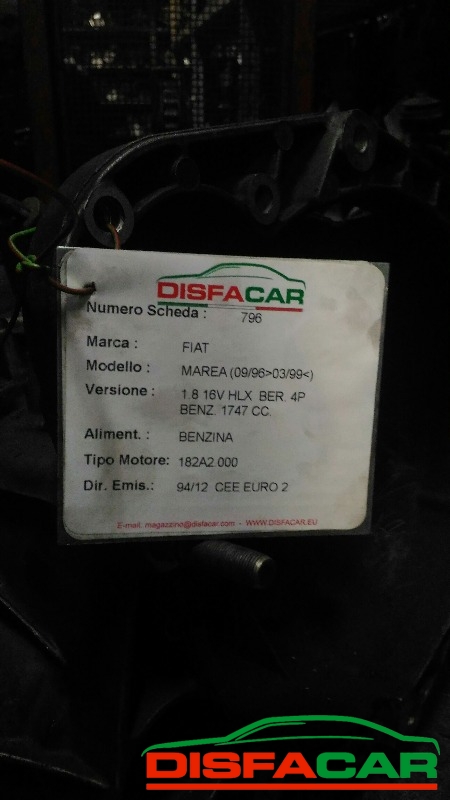 DISFACAR
Numero Scheda : 796
Marca : FIAT
Modello : MAREA (09/96>03/99<)
Versione : 1.8 16V HLX BER. 4P
BENZ. 1747 CC.
Aliment. : BENZINA
Tipo Motore: 182A2.000
Dir. Emis.: 94/12 CEE EURO 2
E-mail. magazzino@disfacar.com - WWW.DISFACAR.EU
DISFACAR